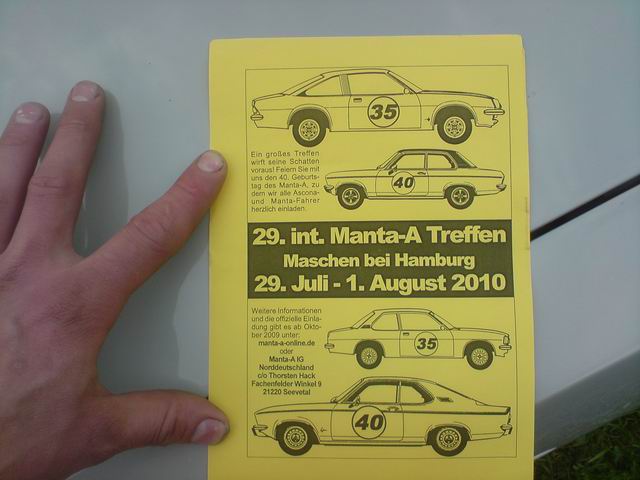 35
Ein großes Treffen
wirft seine Schatten
voraus! Feiern Sie mit
uns den 40. Geburts-
tag des Manta-A, zu
dem wir alle Ascona-
und Manta-Fahrer
herzlich einladen.
40
29. int. Manta-A Treffen
Maschen bei Hamburg
29. Juli - 1. August 2010
Weitere Informationen
und die offizielle Einla-
dung gibt es ab Okto-
ber 2009 unter:
manta-a-online.de
oder
Manta-A IG
Norddeutschland
c/o Thorsten Hack
Fachenfelder Winkel 9
21220 Seevetal
35
40